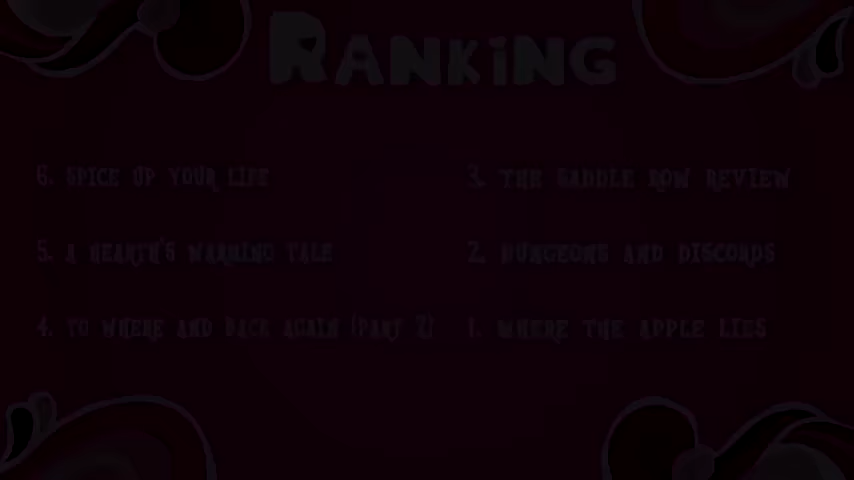 RANKING
6. SPICE UP YOUR LIFE
5. A HEARTH'S WARMING TALE
4. TO WHERE AND BACK AGAIN (PART 2)
3. THE SADDLE ROW REVIEW
2. DUNGEONS AND DISCORDS
1. WHERE THE APPLE LIES